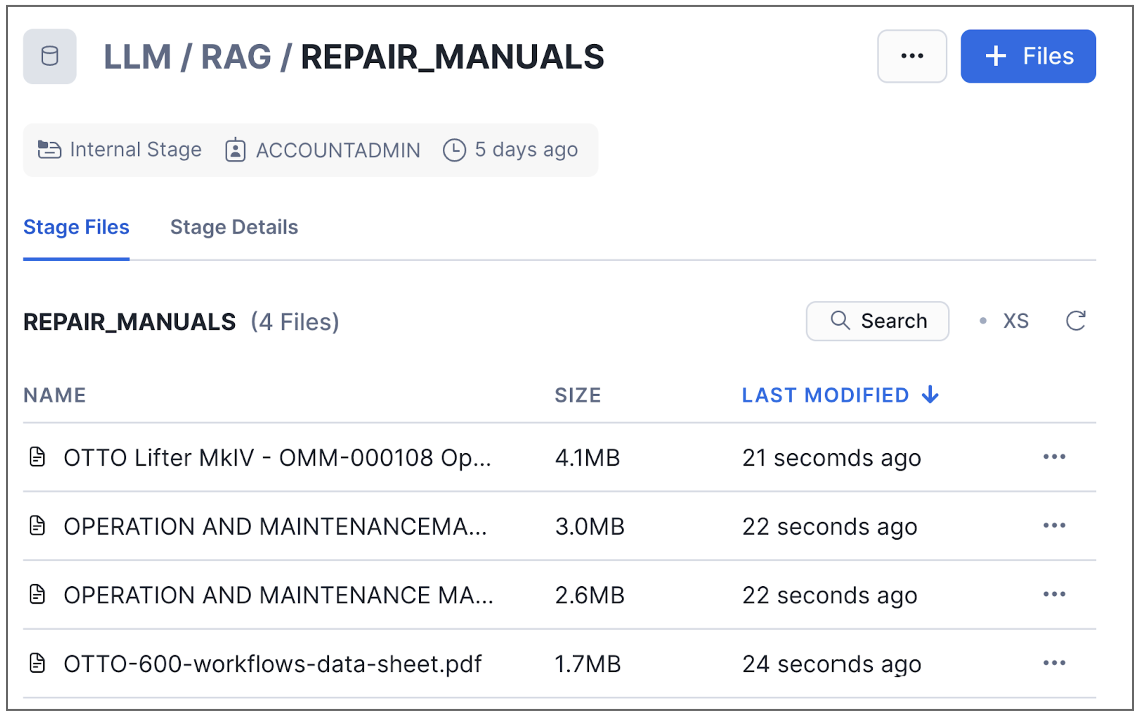 LLM / RAG / REPAIR_MANUALS
... + Files
Internal Stage ACCOUNTADMIN 5 days ago
Stage Files Stage Details
REPAIR_MANUALS (4 Files) Search • XS
NAME SIZE LAST MODIFIED ↓
OTTO Lifter MkIV - OMM-000108 Op... 4.1MB 21 secomds ago ...
OPERATION AND MAINTENANCEMA... 3.0MB 22 seconds ago ...
OPERATION AND MAINTENANCE MA... 2.6MB 22 seconds ago ...
OTTO-600-workflows-data-sheet.pdf 1.7MB 24 seconds ago ...